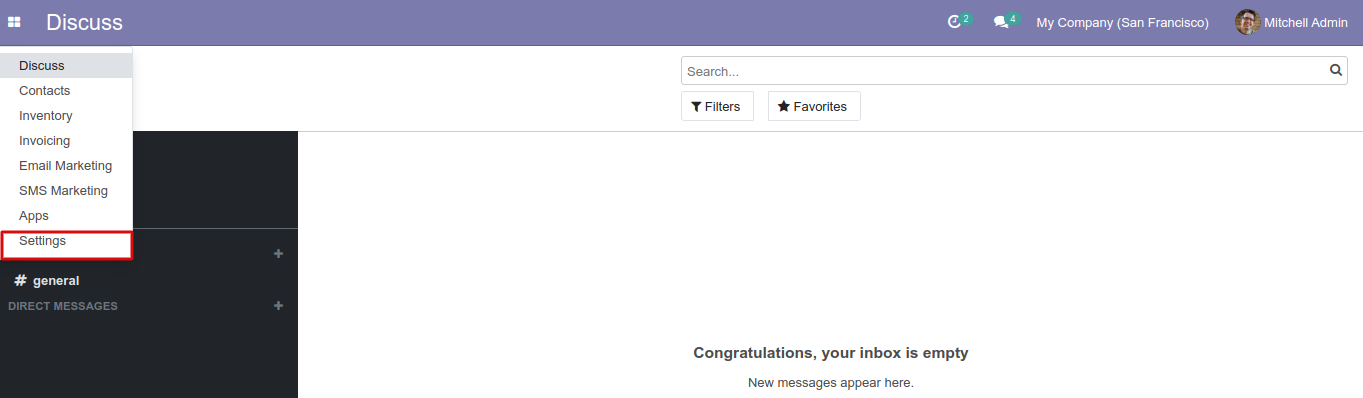 Discuss
2
4
My Company (San Francisco)
Mitchell Admin
Discuss
Contacts
Inventory
Invoicing
Email Marketing
SMS Marketing
Apps
Settings
Search...
Filters
Favorites
# general
DIRECT MESSAGES
Congratulations, your inbox is empty
New messages appear here.